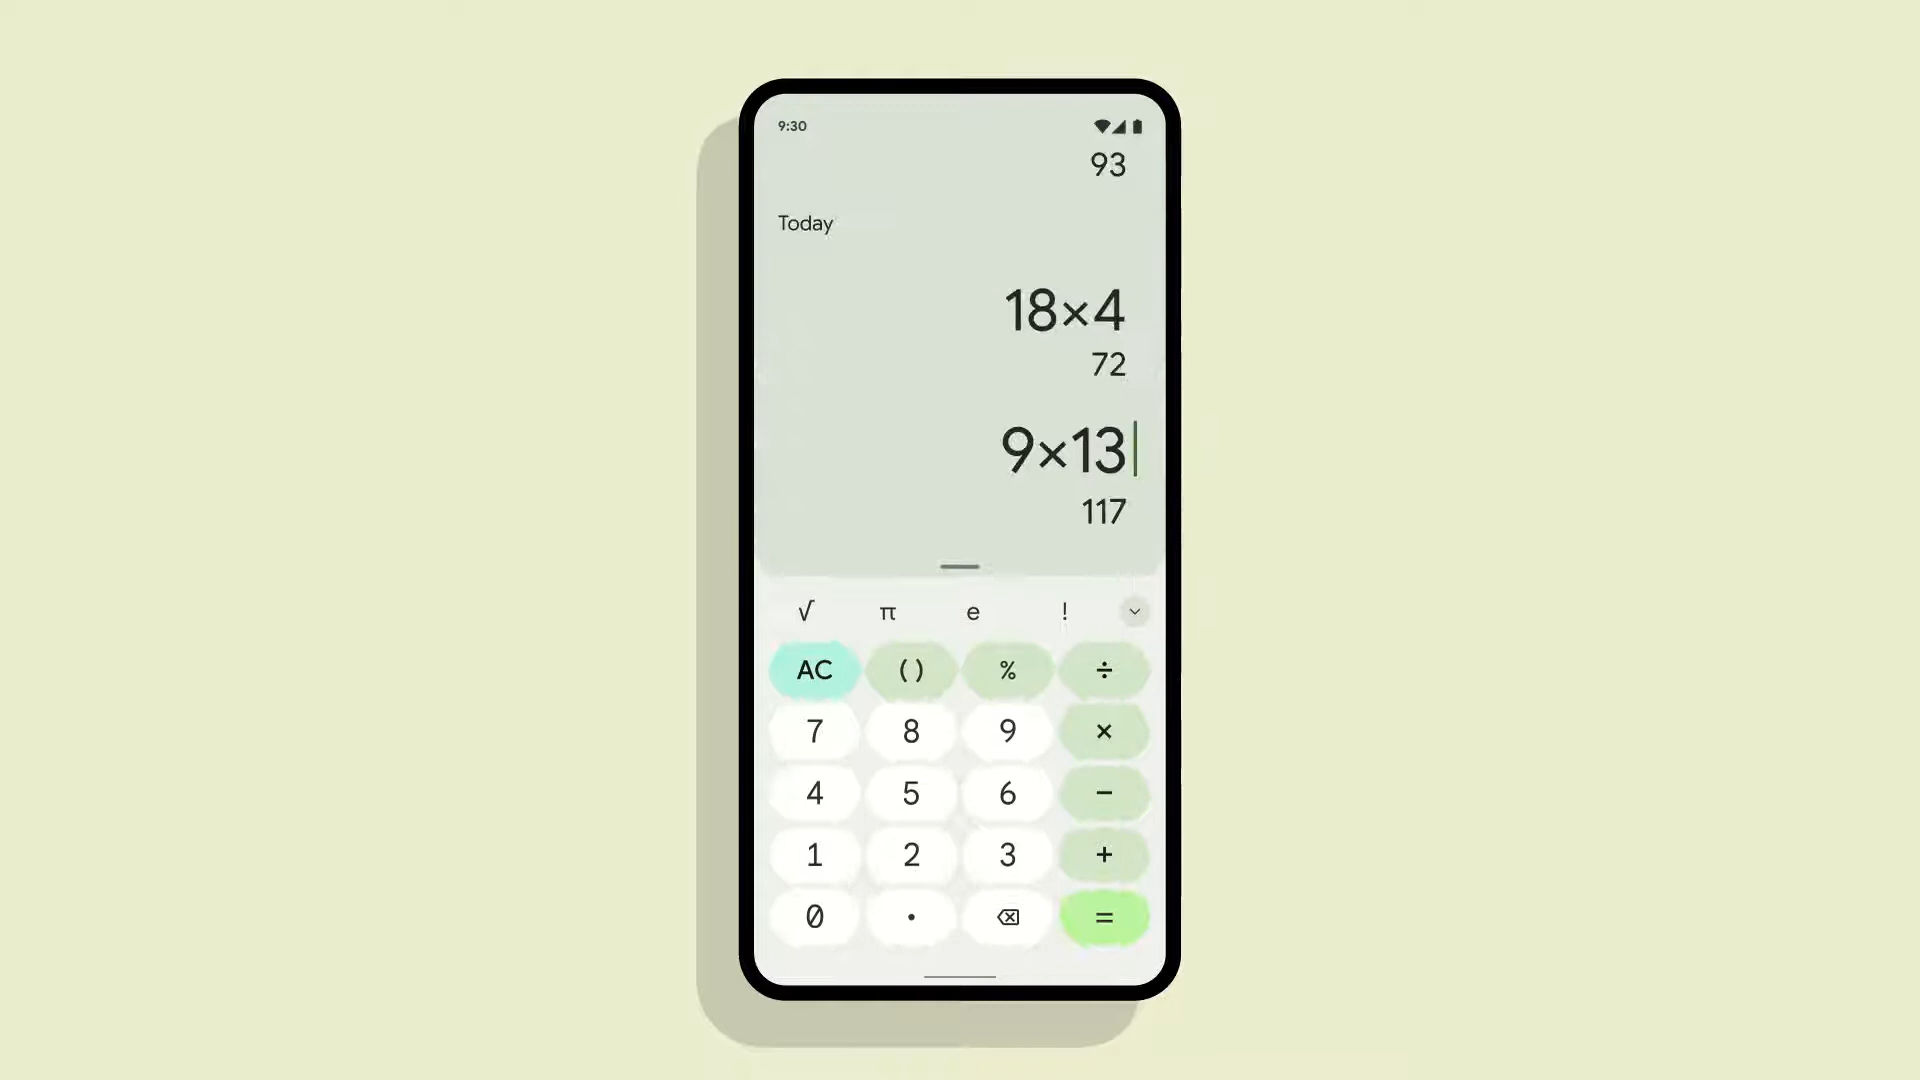 9:30
93
Today
18×4
72
9×13
117
√ π e !
AC ( ) % ÷
7 8 9 ×
4 5 6 −
1 2 3 +
0 . =